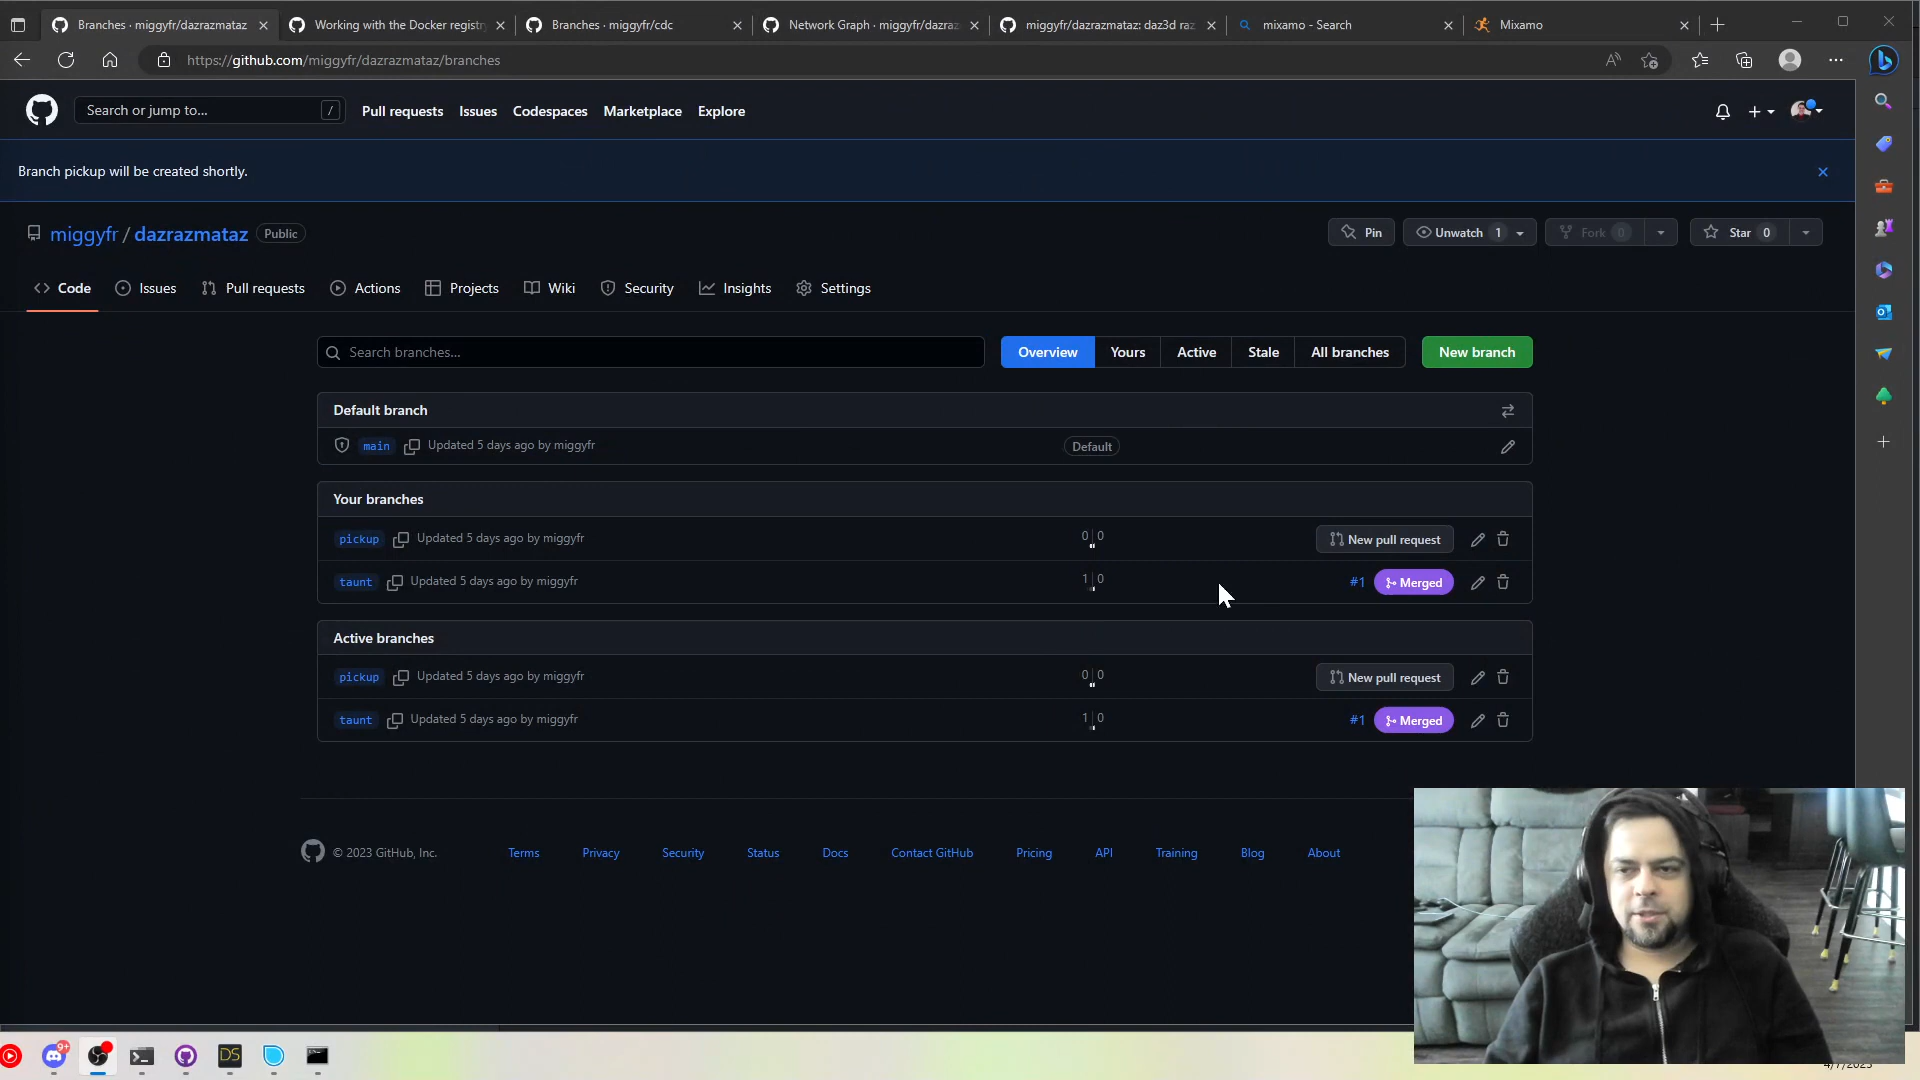 Branches · miggyfr/dazrazmataz
Working with the Docker registry
Branches · miggyfr/cdc
Network Graph · miggyfr/dazraz
miggyfr/dazrazmataz: daz3d raz
mixamo - Search
Mixamo
https://github.com/miggyfr/dazrazmataz/branches
Search or jump to... /
Pull requests
Issues
Codespaces
Marketplace
Explore
Branch pickup will be created shortly.
miggyfr / dazrazmataz Public
Pin
Unwatch 1
Fork 0
Star 0
Code
Issues
Pull requests
Actions
Projects
Wiki
Security
Insights
Settings
Search branches...
Overview
Yours
Active
Stale
All branches
New branch
Default branch
main Updated 5 days ago by miggyfr Default
Your branches
pickup Updated 5 days ago by miggyfr 0 0 New pull request
taunt Updated 5 days ago by miggyfr 1 0 #1 Merged
Active branches
pickup Updated 5 days ago by miggyfr 0 0 New pull request
taunt Updated 5 days ago by miggyfr 1 0 #1 Merged
© 2023 GitHub, Inc.
Terms
Privacy
Security
Status
Docs
Contact GitHub
Pricing
API
Training
Blog
About
9+
DS
4/7/2023